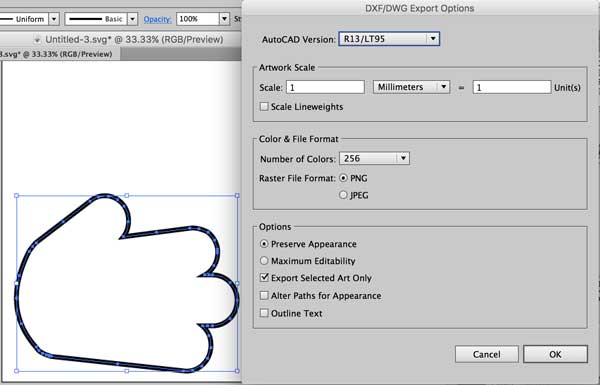 Uniform
Basic
Opacity: 100%
St
Untitled-3.svg* @ 33.33% (RGB/Preview)
3.svg* @ 33.33% (RGB/Preview)
DXF/DWG Export Options
AutoCAD Version: R13/LT95
Artwork Scale
Scale: 1 Millimeters = 1 Unit(s)
Scale Lineweights
Color & File Format
Number of Colors: 256
Raster File Format: PNG
JPEG
Options
Preserve Appearance
Maximum Editability
Export Selected Art Only
Alter Paths for Appearance
Outline Text
Cancel OK